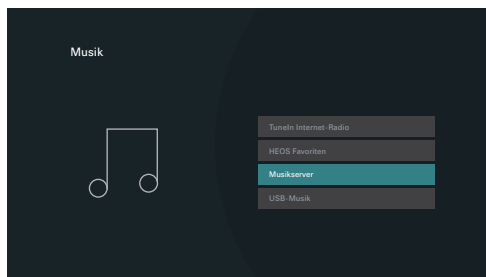 Musik
TuneIn Internet-Radio
HEOS Favoriten
Musikserver
USB-Musik